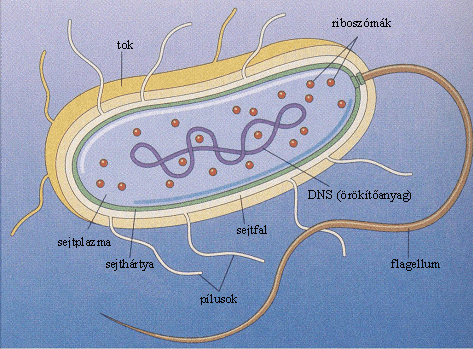 riboszómák
tok
DNS (örökítőanyag)
sejtplazma
sejtfal
sejthártya
flagellum
pílusok